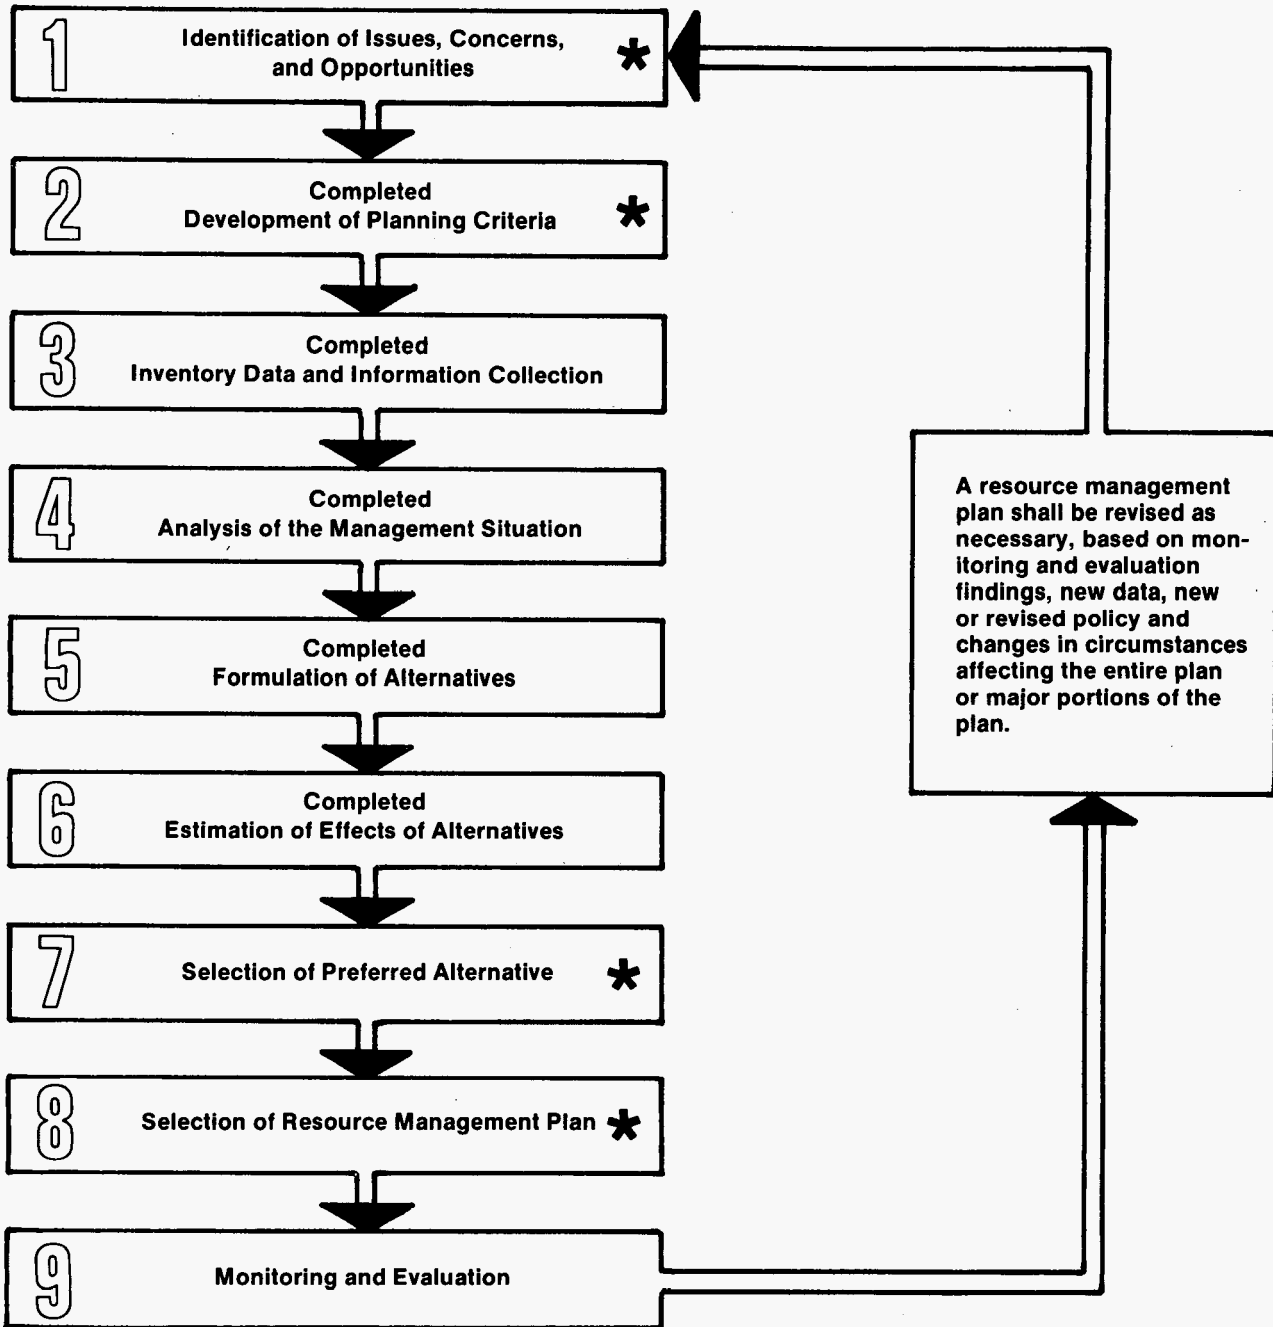 1
Identification of Issues, Concerns,
and Opportunities *
2
Completed
Development of Planning Criteria *
3
Completed
Inventory Data and Information Collection
4
Completed
Analysis of the Management Situation
5
Completed
Formulation of Alternatives
6
Completed
Estimation of Effects of Alternatives
7
Selection of Preferred Alternative *
8
Selection of Resource Management Plan *
9
Monitoring and Evaluation
A resource management
plan shall be revised as
necessary, based on mon-
itoring and evaluation
findings, new data, new
or revised policy and
changes in circumstances
affecting the entire plan
or major portions of the
plan.